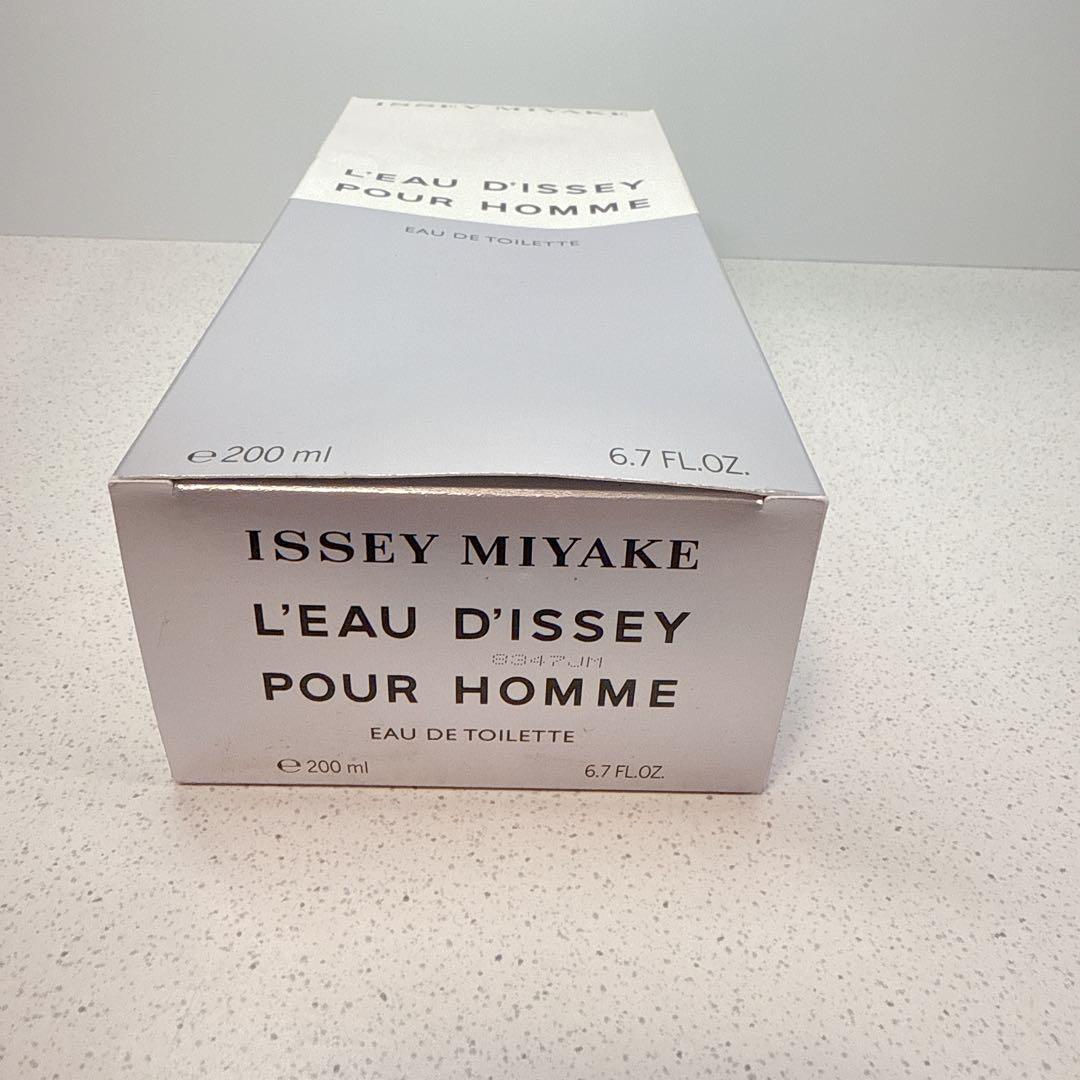 ISSEY MIYAKE
L'EAU D'ISSEY
POUR HOMME
EAU DE TOILETTE
℮ 200 ml 6.7 FL.OZ.
ISSEY MIYAKE
L'EAU D'ISSEY
8347JM
POUR HOMME
EAU DE TOILETTE
℮ 200 ml 6.7 FL.OZ.